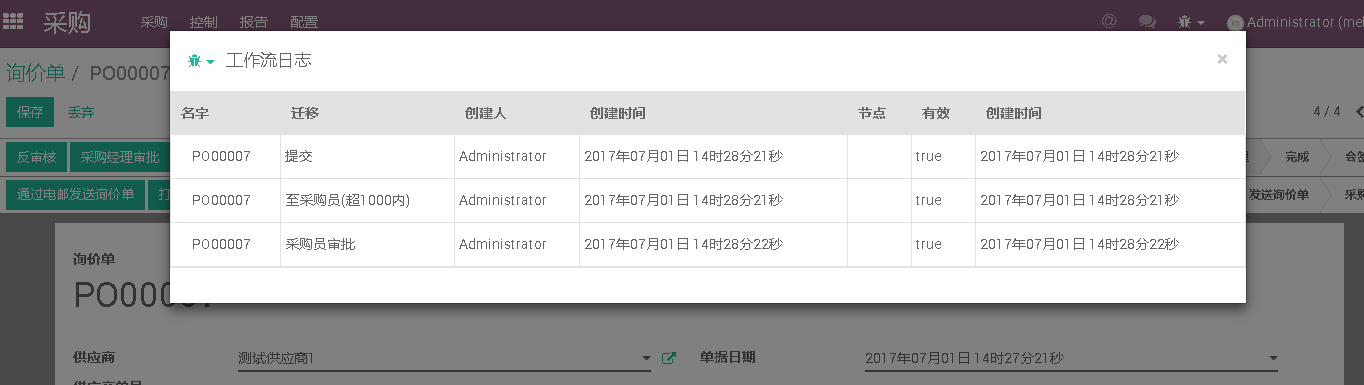 采购 采购 控制 报告 配置 @ Administrator (mel
询价单 / PO00007
工作流日志 ×
保存 丢弃 4 / 4
名字 迁移 创建人 创建时间 节点 有效 创建时间
反审核 采购经理审批 完成
PO00007 提交 Administrator 2017年07月01日14时28分21秒 true 2017年07月01日14时28分21秒
通过电邮发送询价单 发送询价单
PO00007 至采购员(超1000内) Administrator 2017年07月01日14时28分21秒 true 2017年07月01日14时28分21秒
PO00007 采购员审批 Administrator 2017年07月01日14时28分22秒 true 2017年07月01日14时28分22秒
询价单
PO00007
供应商 测试供应商1 单据日期 2017年07月01日14时27分21秒